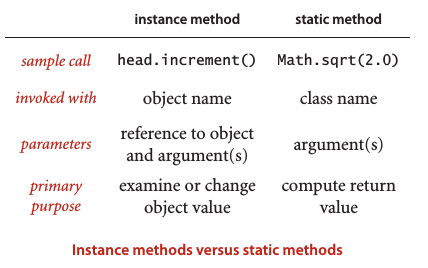 instance method static method
sample call head.increment() Math.sqrt(2.0)
invoked with object name class name
parameters reference to object and argument(s) argument(s)
primary purpose examine or change object value compute return value
Instance methods versus static methods